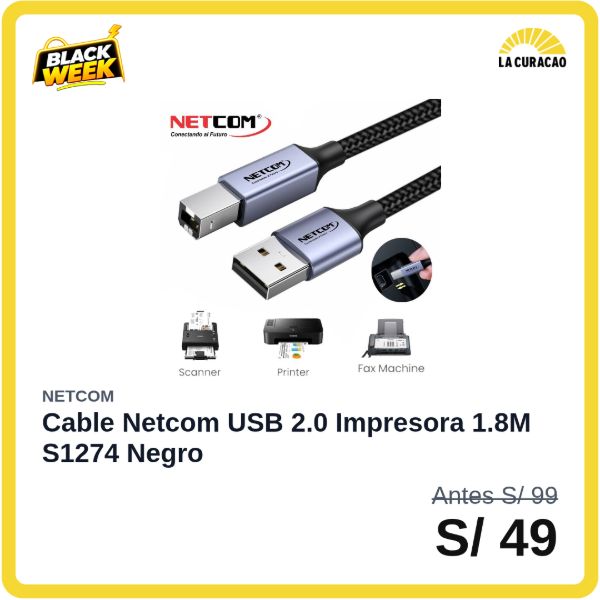 BLACK
WEEK
LA CURACAO
NETCOM®
Conectando al Futuro
NETCOM
NETCOM
Scanner
Printer
Fax Machine
NETCOM
Cable Netcom USB 2.0 Impresora 1.8M
S1274 Negro
Antes S/ 99
S/ 49